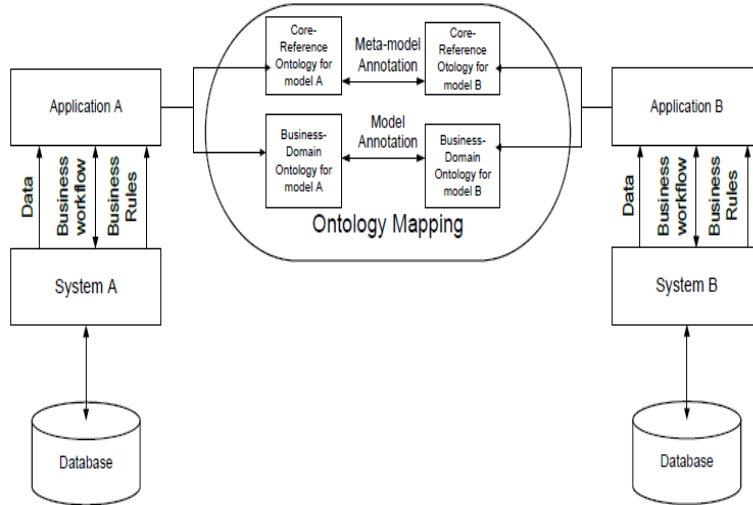 Core-
Reference
Ontology for
model A
Meta-model
Annotation
Core-
Reference
Otology for
model B
Application A
Application B
Business-
Domain
Ontology for
model A
Model
Annotation
Business-
Domain
Ontology for
model B
Ontology Mapping
Data
Business
workflow
Business
Rules
Data
Business
workflow
Business
Rules
System A
System B
Database
Database